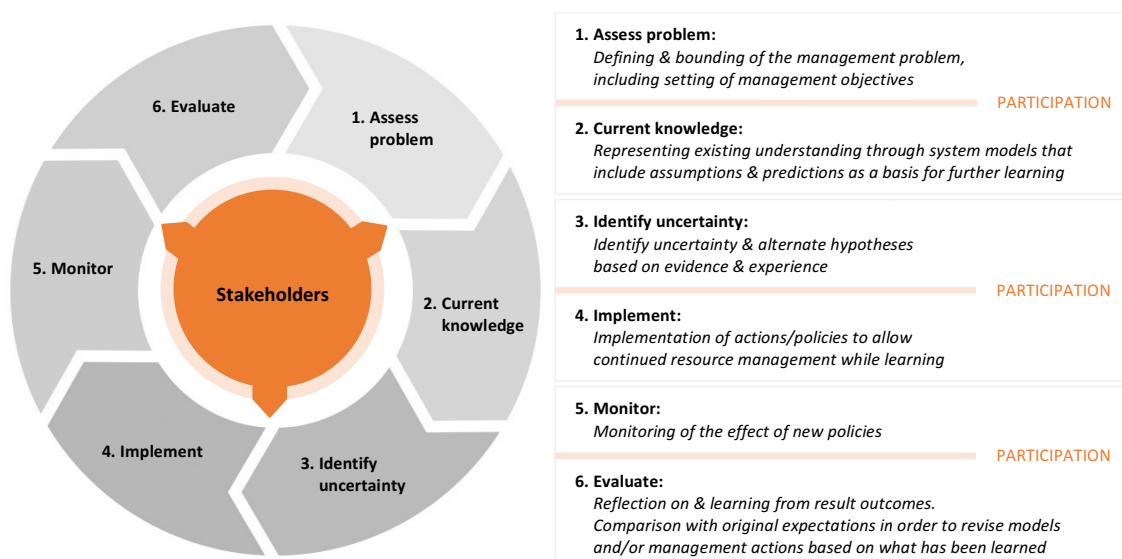 6. Evaluate
1. Assess
problem
5. Monitor
Stakeholders
2. Current
knowledge
4. Implement
3. Identify
uncertainty
1. Assess problem:
Defining & bounding of the management problem,
including setting of management objectives
PARTICIPATION
2. Current knowledge:
Representing existing understanding through system models that
include assumptions & predictions as a basis for further learning
3. Identify uncertainty:
Identify uncertainty & alternate hypotheses
based on evidence & experience
PARTICIPATION
4. Implement:
Implementation of actions/policies to allow
continued resource management while learning
5. Monitor:
Monitoring of the effect of new policies
PARTICIPATION
6. Evaluate:
Reflection on & learning from result outcomes.
Comparison with original expectations in order to revise models
and/or management actions based on what has been learned